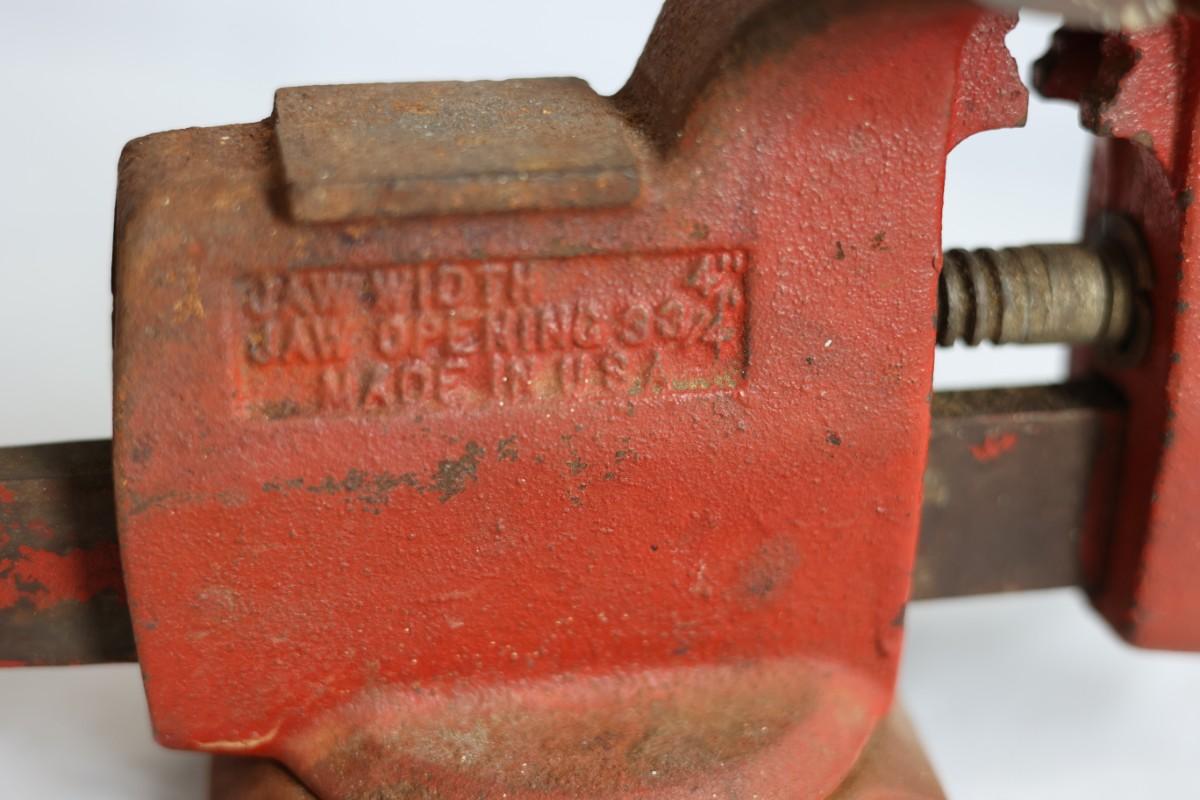 JAW WIDTH 4"
JAW OPENING 3 3/4"
MADE IN U.S.A.